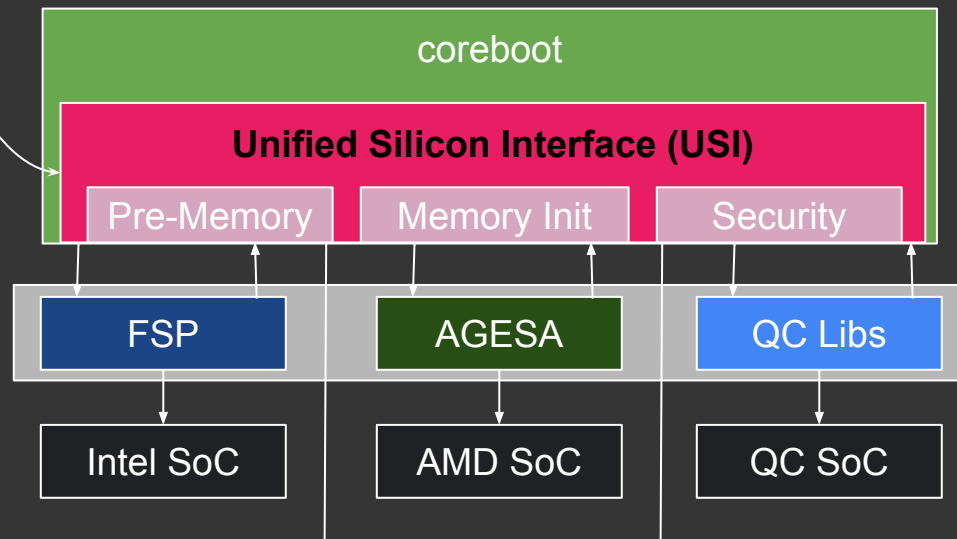 coreboot
Unified Silicon Interface (USI)
Pre-Memory
Memory Init
Security
FSP
AGESA
QC Libs
Intel SoC
AMD SoC
QC SoC